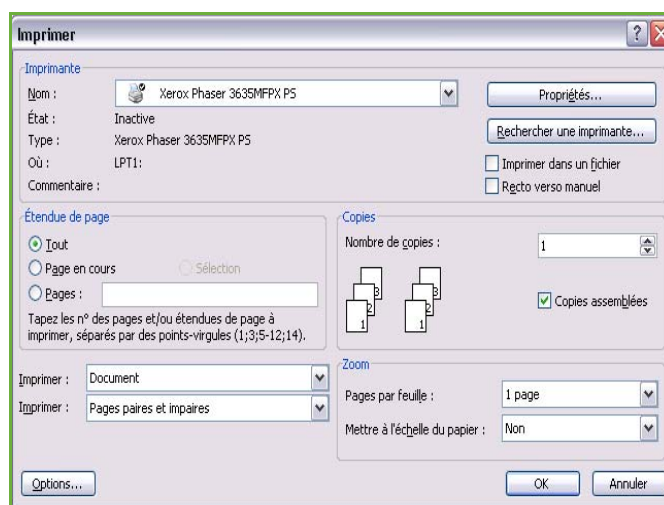 Imprimer
Imprimante
Nom :
Xerox Phaser 3635MFPX PS
Propriétés...
État :
Inactive
Type :
Xerox Phaser 3635MFPX PS
Rechercher une imprimante...
Où :
LPT1:
Imprimer dans un fichier
Commentaire :
Recto verso manuel
Étendue de page
Tout
Page en cours
Sélection
Pages :
Tapez les n° des pages et/ou étendues de page à
imprimer, séparés par des points-virgules (1;3;5-12;14).
Copies
Nombre de copies :
1
1 2 3
1 2 3
Copies assemblées
Imprimer :
Document
Imprimer :
Pages paires et impaires
Zoom
Pages par feuille :
1 page
Mettre à l'échelle du papier :
Non
Options...
OK
Annuler